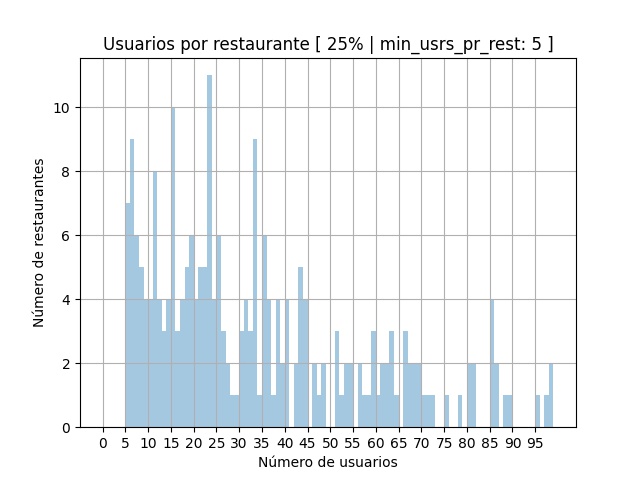 Usuarios por restaurante [ 25% | min_usrs_pr_rest: 5 ]
10
8
6
4
2
0
Número de restaurantes
0 5 10 15 20 25 30 35 40 45 50 55 60 65 70 75 80 85 90 95
Número de usuarios